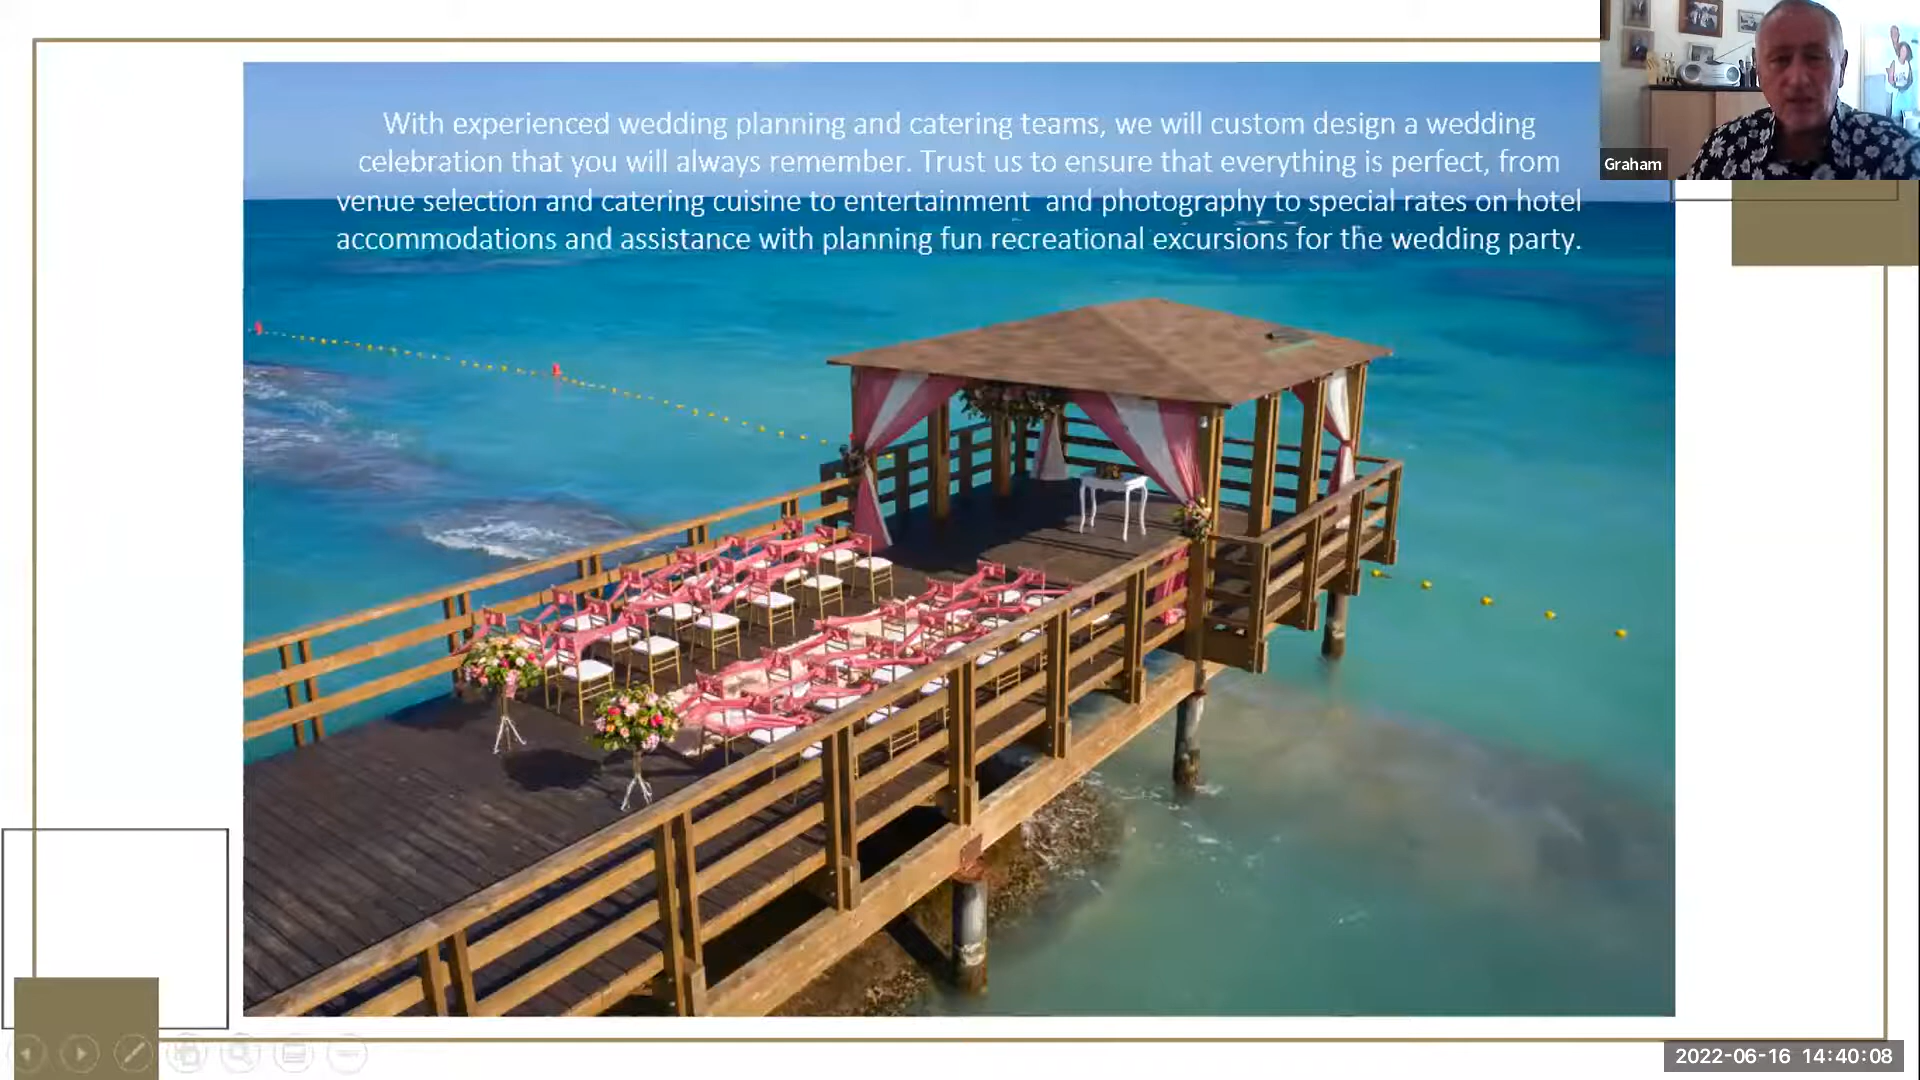 With experienced wedding planning and catering teams, we will custom design a wedding
celebration that you will always remember. Trust us to ensure that everything is perfect, from
venue selection and catering cuisine to entertainment  and photography to special rates on hotel
accommodations and assistance with planning fun recreational excursions for the wedding party.
Graham
2022-06-16 14:40:08